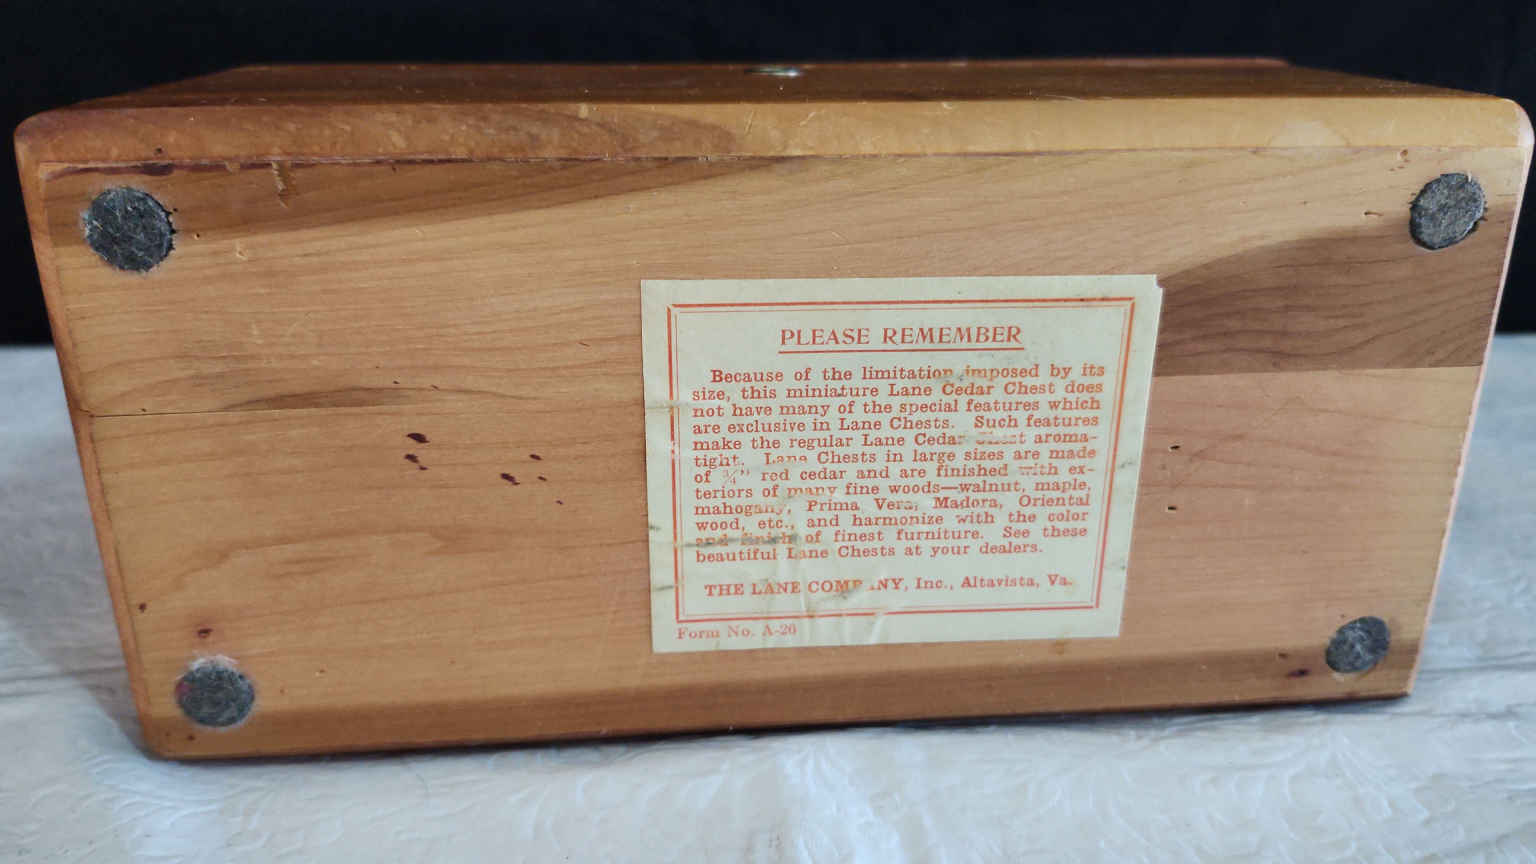 PLEASE REMEMBER
Because of the limitation imposed by its
size, this miniature Lane Cedar Chest does
not have many of the special features which
are exclusive in Lane Chests. Such features
make the regular Lane Cedar Chest aroma-
tight. Lane Chests in large sizes are made
of ¾" red cedar and are finished with ex-
teriors of many fine woods—walnut, maple,
mahogany, Prima Vera, Madora, Oriental
wood, etc., and harmonize with the color
and finish of finest furniture. See these
beautiful Lane Chests at your dealers.
THE LANE COMPANY, Inc., Altavista, Va.
Form No. A-26